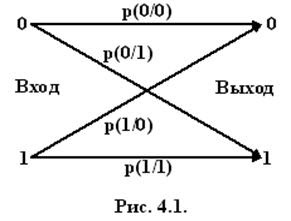 p(0/0)
0 0
p(0/1)
Вход Выход
p(1/0)
1 1
p(1/1)
Рис. 4.1.